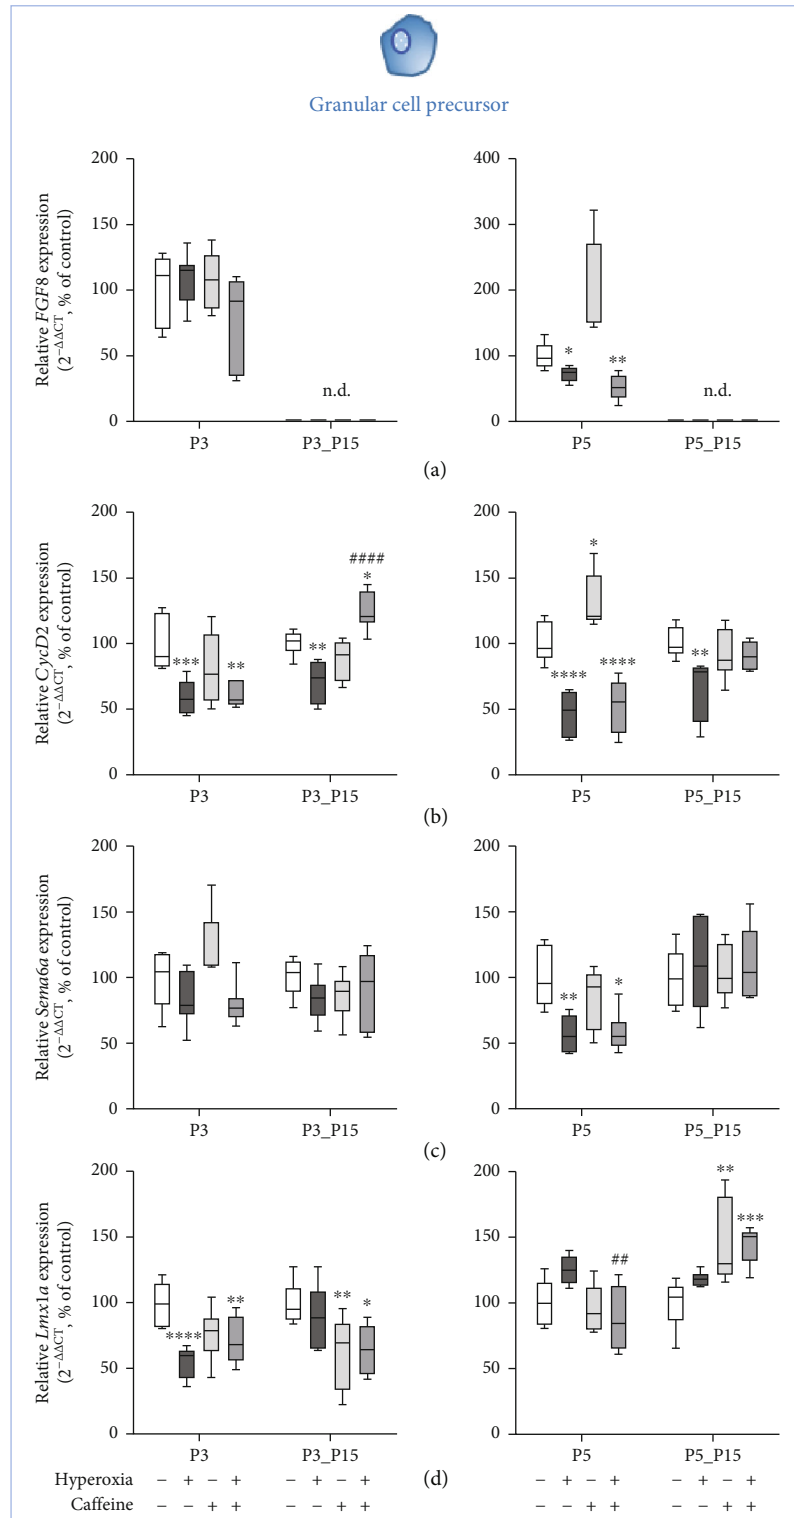 Granular cell precursor
Relative FGF8 expression
(2−ΔΔCT, % of control)
200
150
100
50
0
n.d.
P3
P3_P15
400
300
200
100
0
*
**
n.d.
P5
P5_P15
(a)
Relative CycD2 expression
(2−ΔΔCT, % of control)
200
150
100
50
0
***
**
**
####
*
P3
P3_P15
200
150
100
50
0
****
*
****
**
P5
P5_P15
(b)
Relative Sema6a expression
(2−ΔΔCT, % of control)
200
150
100
50
0
P3
P3_P15
200
150
100
50
0
**
*
P5
P5_P15
(c)
Relative Lmx1a expression
(2−ΔΔCT, % of control)
200
150
100
50
0
****
**
**
*
P3
P3_P15
200
150
100
50
0
##
**
***
P5
P5_P15
Hyperoxia − + − + − + − + (d) − + − + − + − +
Caffeine − − + + − − + + − − + + − − + +